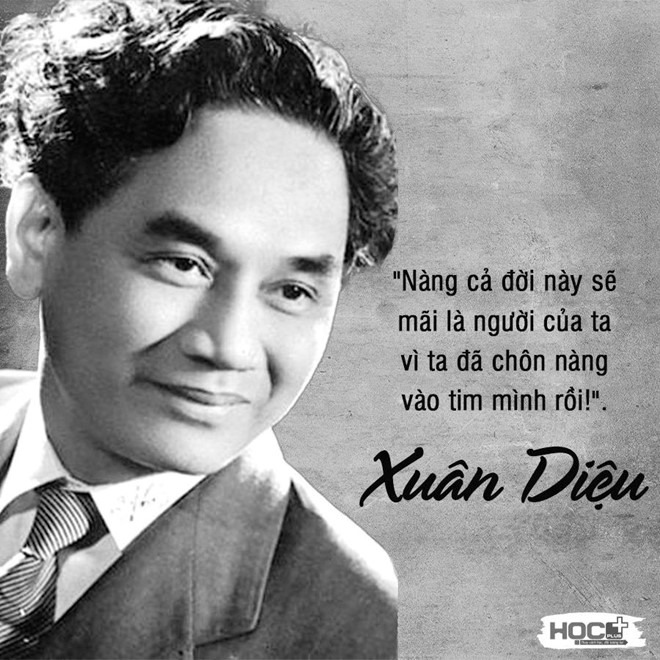 "Nàng cả đời này sẽ
mãi là người của ta
vì ta đã chôn nàng
vào tim mình rồi!".
Xuân Diệu
HOC+
PLUS